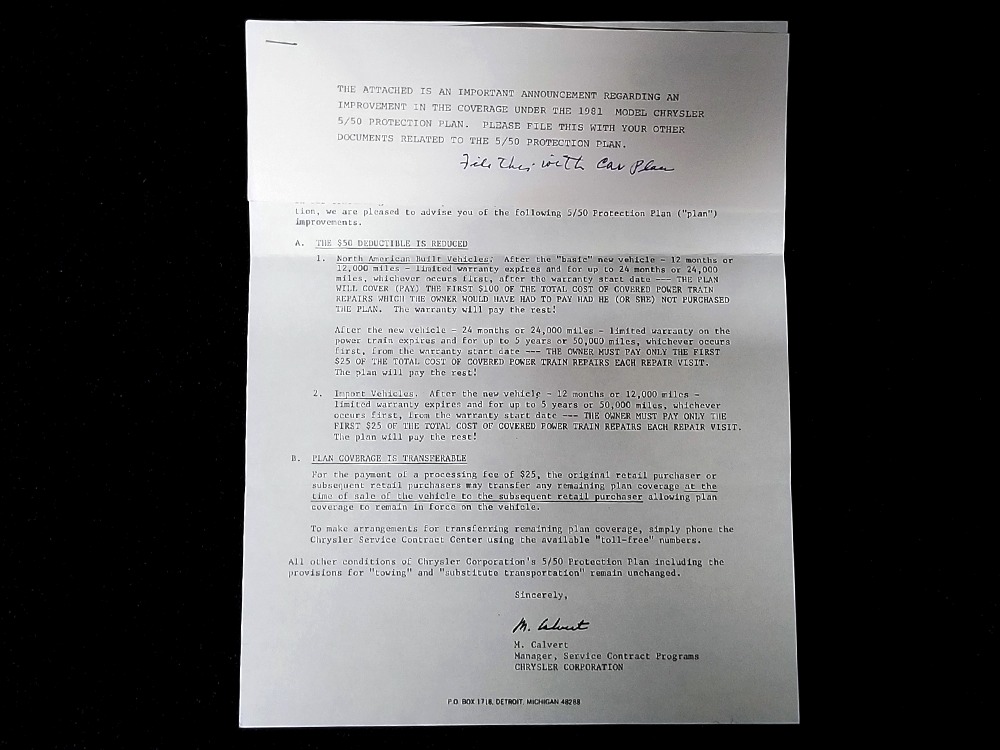 THE ATTACHED IS AN IMPORTANT ANNOUNCEMENT REGARDING AN
IMPROVEMENT IN THE COVERAGE UNDER THE 1981 MODEL CHRYSLER
5/50 PROTECTION PLAN. PLEASE FILE THIS WITH YOUR OTHER
DOCUMENTS RELATED TO THE 5/50 PROTECTION PLAN.
File this with Car Plan
tion, we are pleased to advise you of the following 5/50 Protection Plan ("plan")
improvements.
A. THE $50 DEDUCTIBLE IS REDUCED
1. North American Built Vehicles. After the "basic" new vehicle - 12 months or
12,000 miles - limited warranty expires and for up to 24 months or 24,000
miles, whichever occurs first, after the warranty start date --- THE PLAN
WILL COVER (PAY) THE FIRST $100 OF THE TOTAL COST OF COVERED POWER TRAIN
REPAIRS WHICH THE OWNER WOULD HAVE HAD TO PAY HAD HE (OR SHE) NOT PURCHASED
THE PLAN. The warranty will pay the rest!
After the new vehicle - 24 months or 24,000 miles - limited warranty on the
power train expires and for up to 5 years or 50,000 miles, whichever occurs
first, from the warranty start date --- THE OWNER MUST PAY ONLY THE FIRST
$25 OF THE TOTAL COST OF COVERED POWER TRAIN REPAIRS EACH REPAIR VISIT.
The plan will pay the rest!
2. Import Vehicles. After the new vehicle - 12 months or 12,000 miles -
limited warranty expires and for up to 5 years or 50,000 miles, whichever
occurs first, from the warranty start date --- THE OWNER MUST PAY ONLY THE
FIRST $25 OF THE TOTAL COST OF COVERED POWER TRAIN REPAIRS EACH REPAIR VISIT.
The plan will pay the rest!
B. PLAN COVERAGE IS TRANSFERABLE
For the payment of a processing fee of $25, the original retail purchaser or
subsequent retail purchasers may transfer any remaining plan coverage at the
time of sale of the vehicle to the subsequent retail purchaser allowing plan
coverage to remain in force on the vehicle.
To make arrangements for transferring remaining plan coverage, simply phone the
Chrysler Service Contract Center using the available "toll-free" numbers.
All other conditions of Chrysler Corporation's 5/50 Protection Plan including the
provisions for "towing" and "substitute transportation" remain unchanged.
Sincerely,
M. Calvert
M. Calvert
Manager, Service Contract Programs
CHRYSLER CORPORATION
P.O. BOX 1718, DETROIT, MICHIGAN 48288